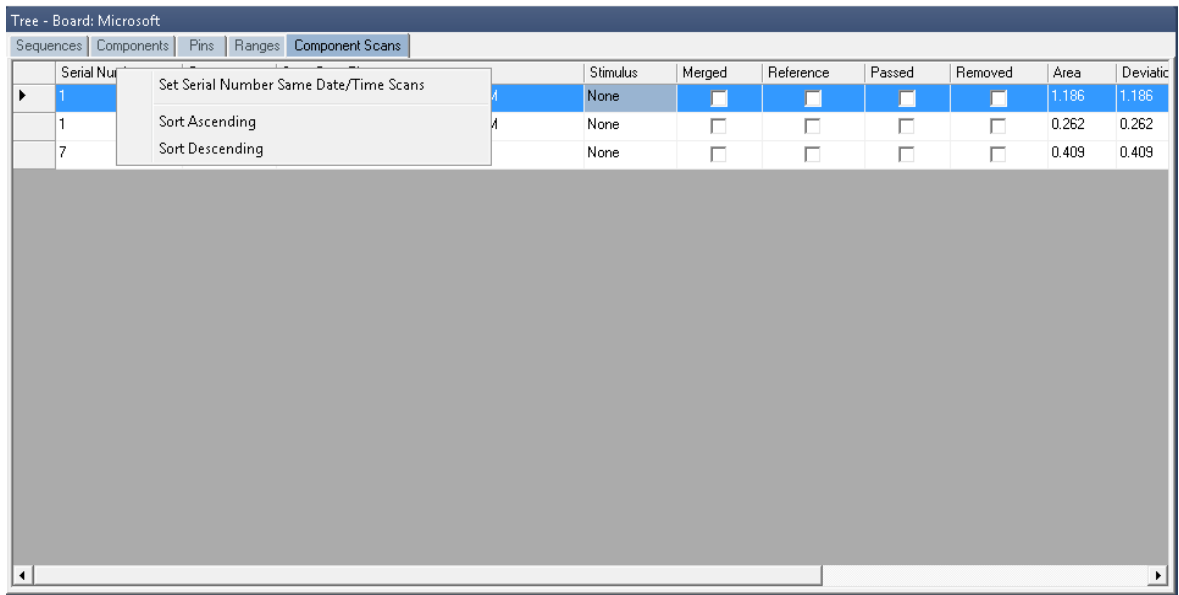 Tree - Board: Microsoft
Sequences Components Pins Ranges Component Scans
Serial Stimulus Merged Reference Passed Removed Area
Set Serial Number Same Date/Time Scans
1 None 1.186 1.186
Sort Ascending
1 None 0.262 0.262
Sort Descending
7 None 0.409 0.409